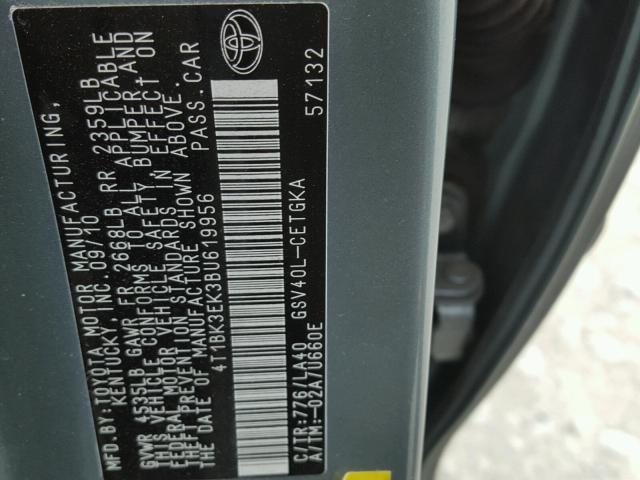 MFD.BY:TOYOTA MOTOR MANUFACTURING,
KENTUCKY, INC. 09/10
GVWR 4535LB GAWR FR 2668LB RR 2359LB
THIS VEHICLE CONFORMS TO ALL APPLICABLE
FEDERAL MOTOR VEHICLE SAFETY, BUMPER, AND
THEFT PREVENTION STANDARDS IN EFFECT ON
THE DATE OF MANUFACTURE SHOWN ABOVE.
4T1BK3EK3BU619956 PASS.CAR
C/TR:776/LA40 GSV40L-CETGKA
A/TM:-02A/U660E 57132